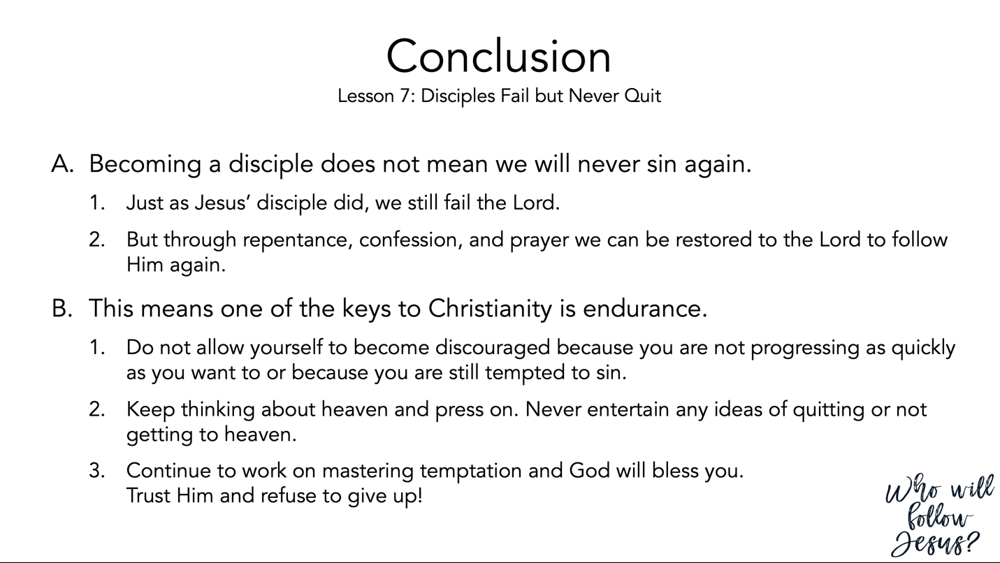 Conclusion
Lesson 7: Disciples Fail but Never Quit
A. Becoming a disciple does not mean we will never sin again.
1. Just as Jesus’ disciple did, we still fail the Lord.
2. But through repentance, confession, and prayer we can be restored to the Lord to follow
Him again.
B. This means one of the keys to Christianity is endurance.
1. Do not allow yourself to become discouraged because you are not progressing as quickly
as you want to or because you are still tempted to sin.
2. Keep thinking about heaven and press on. Never entertain any ideas of quitting or not
getting to heaven.
3. Continue to work on mastering temptation and God will bless you.
Trust Him and refuse to give up!
Who will
follow
Jesus?